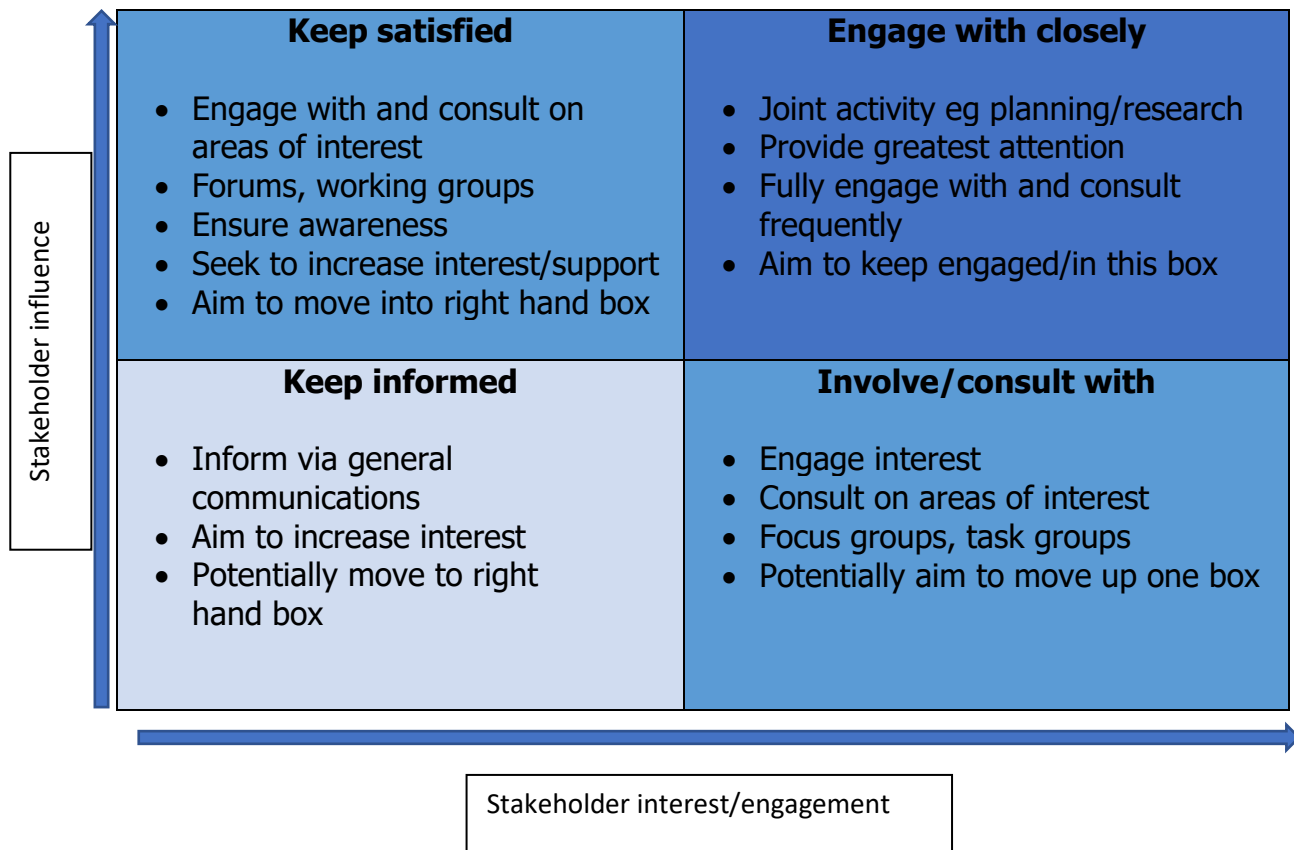 Keep satisfied
• Engage with and consult on
areas of interest
• Forums, working groups
• Ensure awareness
• Seek to increase interest/support
• Aim to move into right hand box
Engage with closely
• Joint activity eg planning/research
• Provide greatest attention
• Fully engage with and consult
frequently
• Aim to keep engaged/in this box
Stakeholder influence
Keep informed
• Inform via general
communications
• Aim to increase interest
• Potentially move to right
hand box
Involve/consult with
• Engage interest
• Consult on areas of interest
• Focus groups, task groups
• Potentially aim to move up one box
Stakeholder interest/engagement